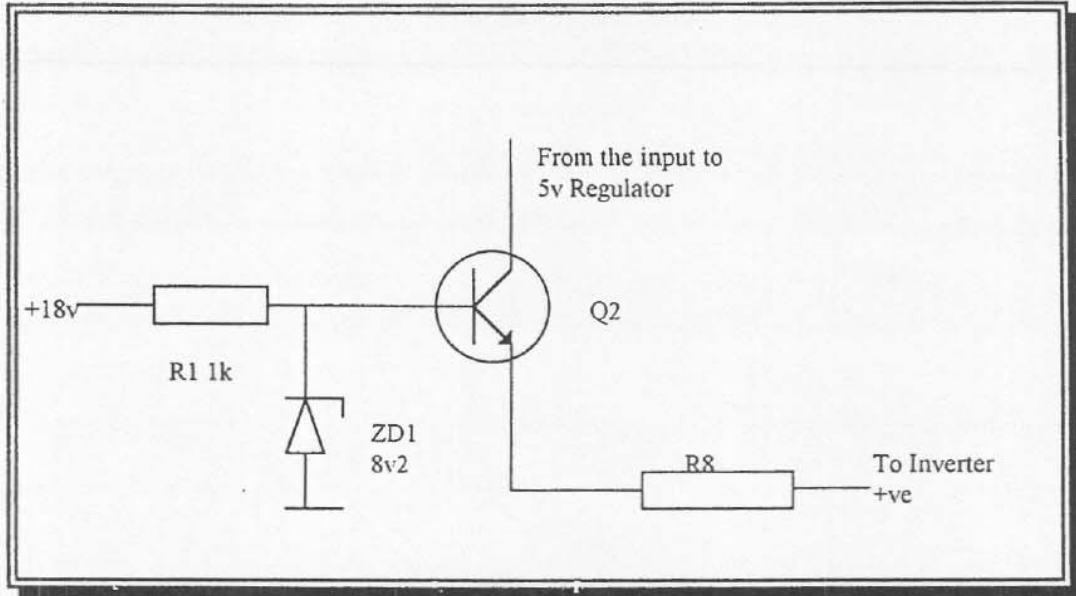 From the input to
5v Regulator
+18v
Q2
R1 1k
ZD1
8v2
R8
To Inverter
+ve